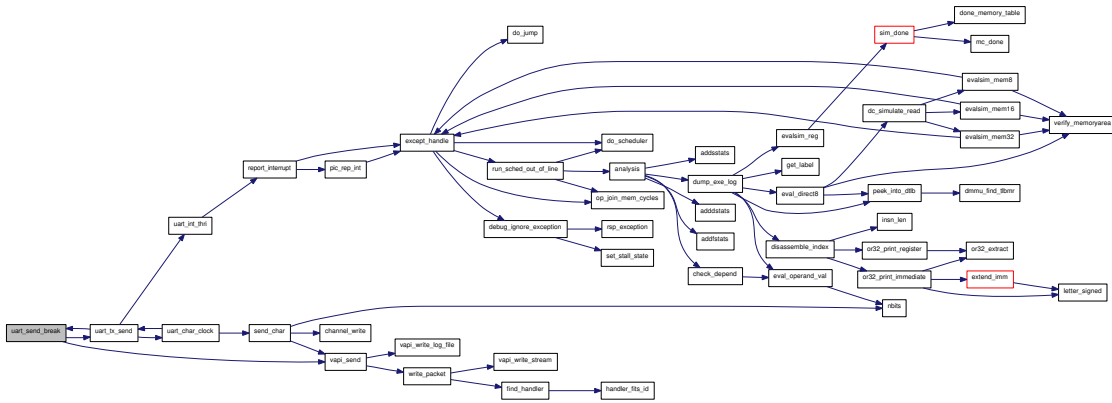 done_memory_table
sim_done
do_jump
mc_done
evalsim_mem8
dc_simulate_read
evalsim_mem16
verify_memoryarea
evalsim_mem32
evalsim_reg
except_handle
do_scheduler
addsstats
report_interrupt
pic_rep_int
run_sched_out_of_line
analysis
get_label
dump_exe_log
eval_direct8
peek_into_dtlb
dmmu_find_tlbmr
op_join_mem_cycles
adddstats
insn_len
uart_int_thri
debug_ignore_exception
rsp_exception
addfstats
disassemble_index
or32_print_register
or32_extract
set_stall_state
check_depend
eval_operand_val
or32_print_immediate
extend_imm
letter_signed
nbits
uart_send_break
uart_tx_send
uart_char_clock
send_char
channel_write
vapi_write_log_file
vapi_send
vapi_write_stream
write_packet
find_handler
handler_fits_id